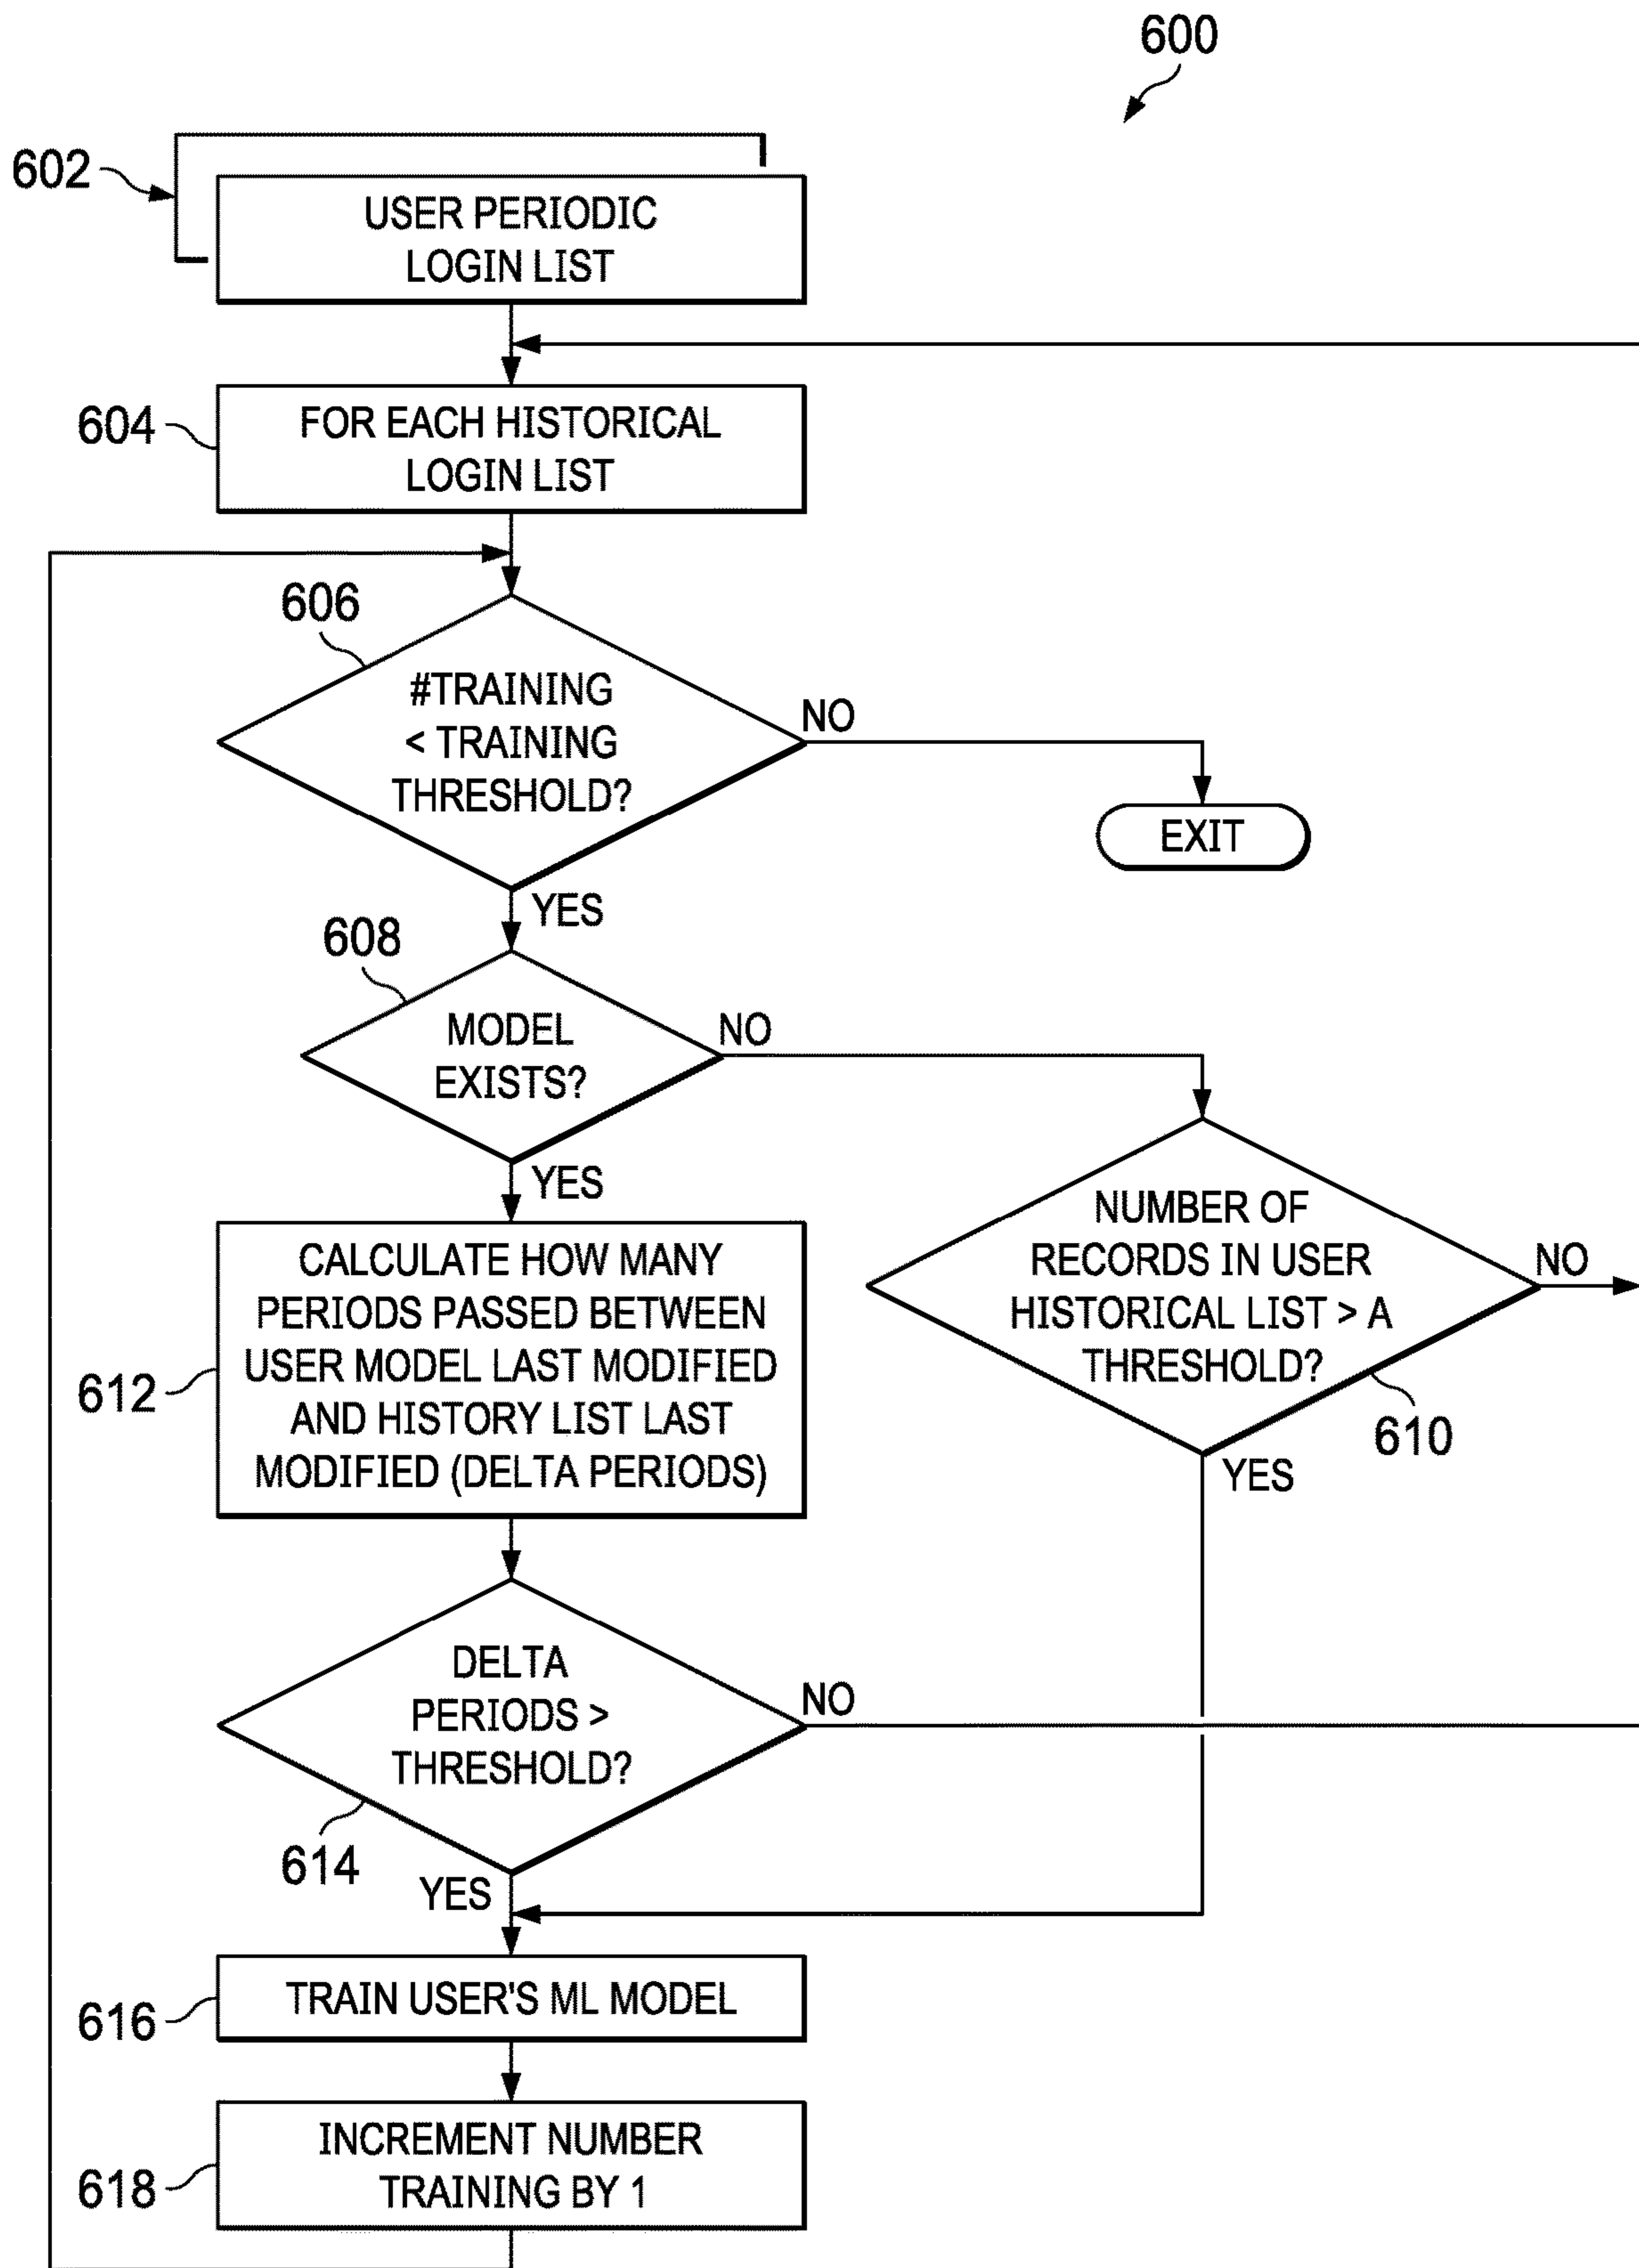 600
602
USER PERIODIC
LOGIN LIST
604
FOR EACH HISTORICAL
LOGIN LIST
606
#TRAINING
< TRAINING
THRESHOLD?
NO
EXIT
YES
608
MODEL
EXISTS?
NO
YES
NUMBER OF
RECORDS IN USER
HISTORICAL LIST > A
THRESHOLD?
NO
610
YES
612
CALCULATE HOW MANY
PERIODS PASSED BETWEEN
USER MODEL LAST MODIFIED
AND HISTORY LIST LAST
MODIFIED (DELTA PERIODS)
DELTA
PERIODS >
THRESHOLD?
NO
614
YES
616
TRAIN USER'S ML MODEL
618
INCREMENT NUMBER
TRAINING BY 1